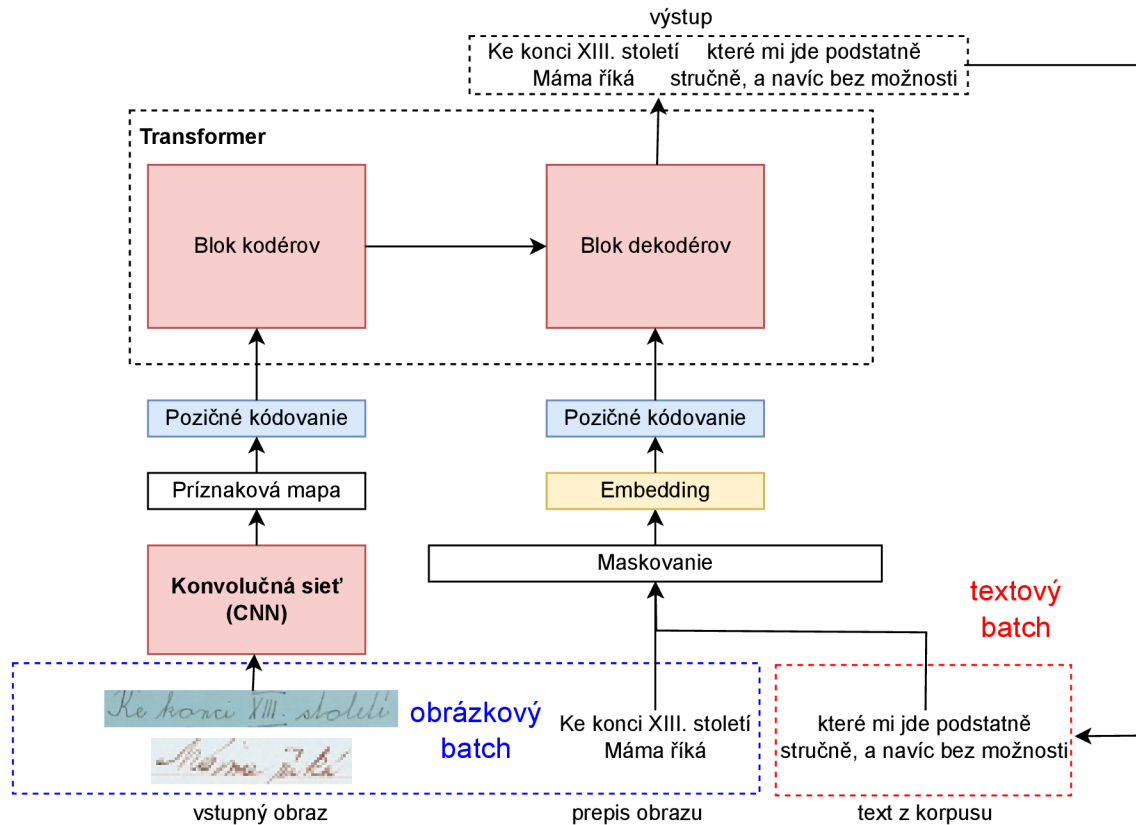 výstup
Ke konci XIII. století které mi jde podstatně
Máma říká stručně, a navíc bez možnosti
Transformer
Blok kodérov
Blok dekodérov
Pozičné kódovanie
Pozičné kódovanie
Príznaková mapa
Embedding
Maskovanie
Konvolučná sieť
(CNN)
textový
batch
Ke konci XIII. století
Máma říká
obrázkový
batch
Ke konci XIII. století
Máma říká
které mi jde podstatně
stručně, a navíc bez možnosti
vstupný obraz
prepis obrazu
text z korpusu